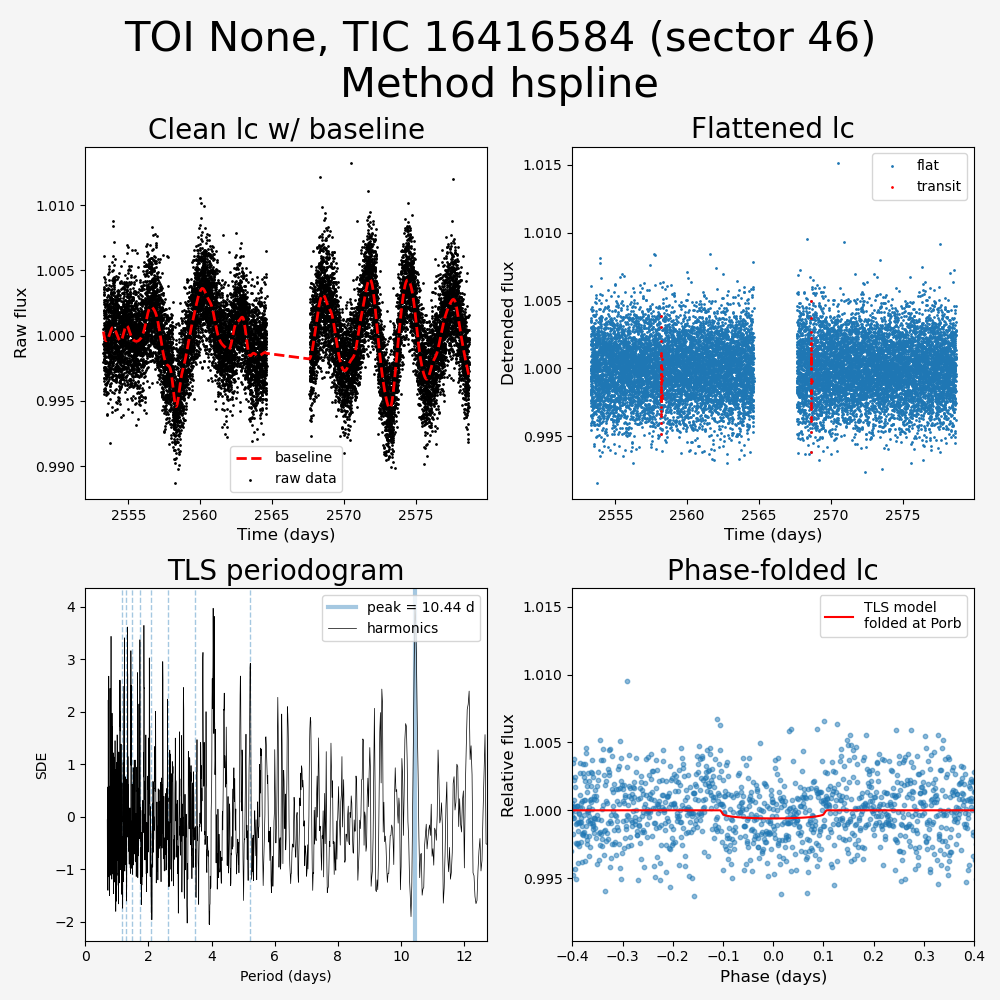 TOI None, TIC 16416584 (sector 46)
Method hspline
Clean lc w/ baseline
Flattened lc
Raw flux
1.010
1.005
1.000
0.995
0.990
baseline
raw data
2555
2560
2565
2570
2575
Time (days)
Detrended flux
1.015
1.010
1.005
1.000
0.995
flat
transit
2555
2560
2565
2570
2575
Time (days)
TLS periodogram
Phase-folded lc
SDE
4
3
2
1
0
−1
−2
peak = 10.44 d
harmonics
0
2
4
6
8
10
12
Period (days)
Relative flux
1.015
1.010
1.005
1.000
0.995
TLS model
folded at Porb
−0.4
−0.3
−0.2
−0.1
0.0
0.1
0.2
0.3
0.4
Phase (days)